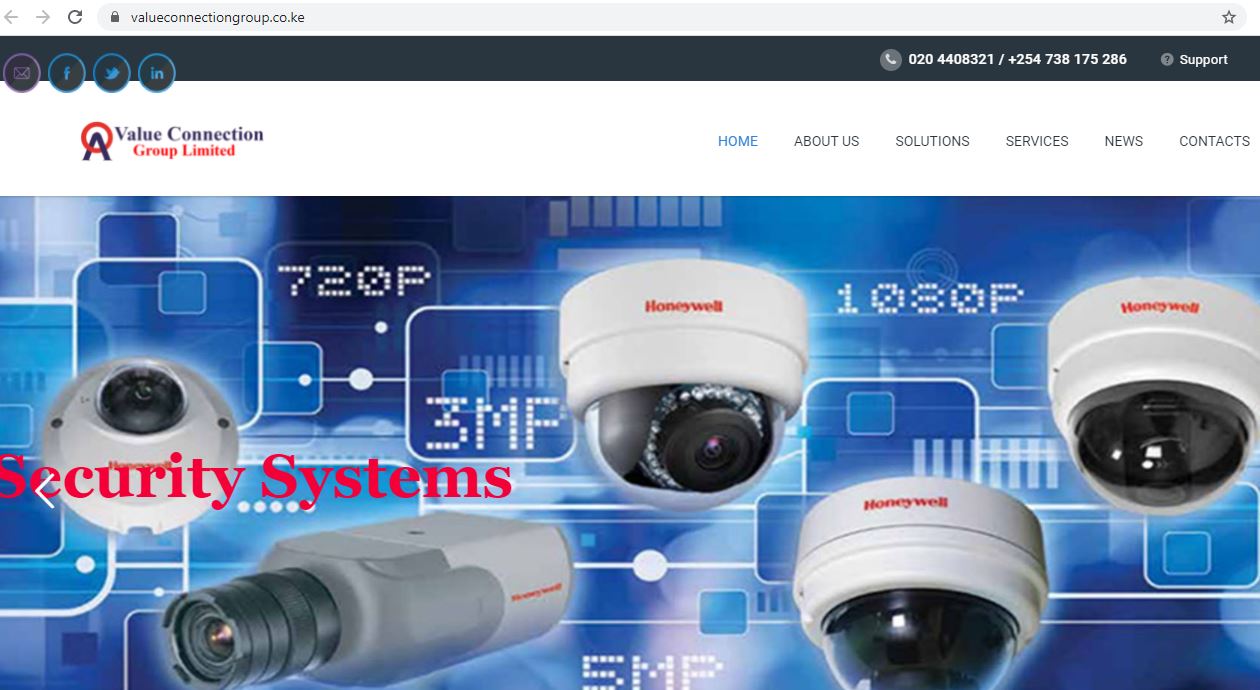 valueconnectiongroup.co.ke
020 4408321 / +254 738 175 286
Support
Value Connection
Group Limited
HOME
ABOUT US
SOLUTIONS
SERVICES
NEWS
CONTACTS
720P
Honeywell
1080P
Honeywell
3MP
Honeywell
Security Systems
Honeywell
Honeywell
5MP